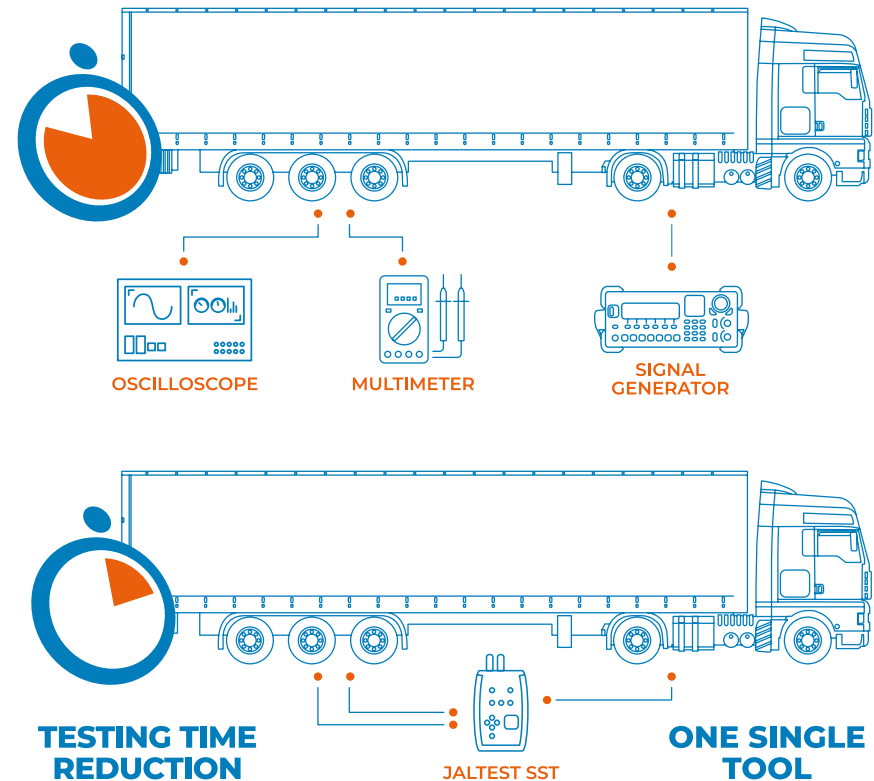 OSCILLOSCOPE
MULTIMETER
SIGNAL
GENERATOR
TESTING TIME
REDUCTION
JALTEST SST
ONE SINGLE
TOOL